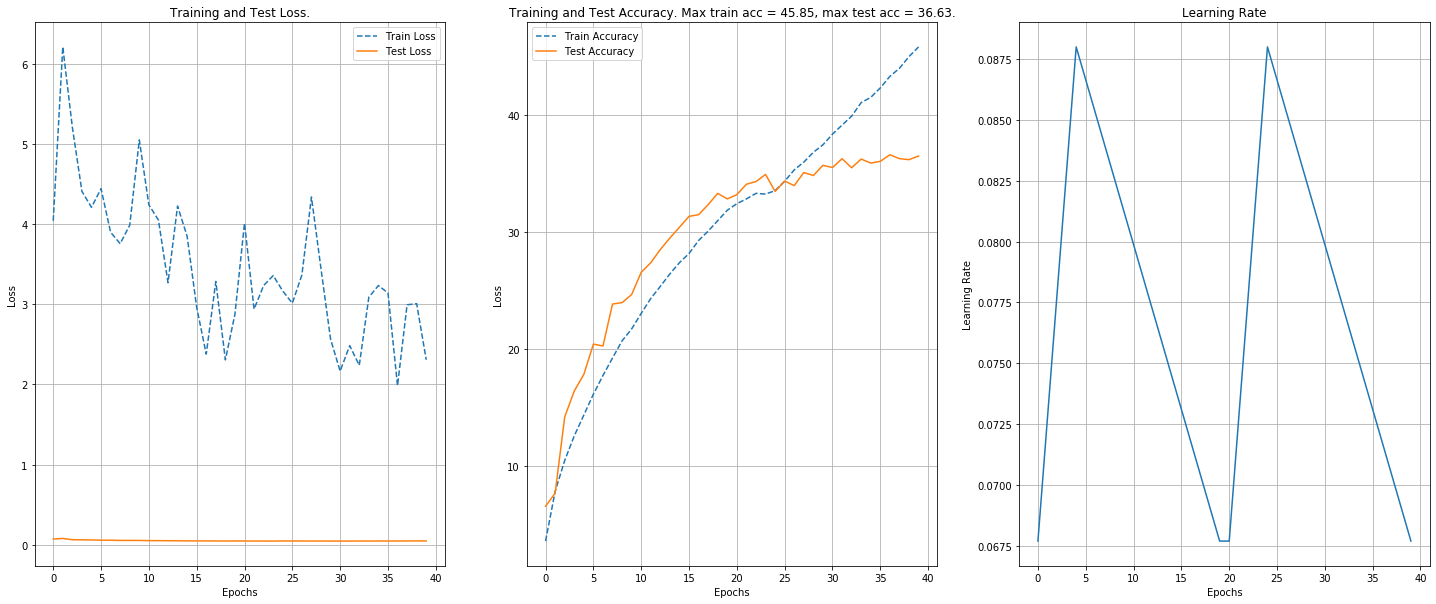 Training and Test Loss.
Train Loss
Test Loss
6
5
4
3
2
1
0
Loss
0 5 10 15 20 25 30 35 40
Epochs
Training and Test Accuracy. Max train acc = 45.85, max test acc = 36.63.
Train Accuracy
Test Accuracy
40
30
20
10
Loss
0 5 10 15 20 25 30 35 40
Epochs
Learning Rate
0.0875
0.0850
0.0825
0.0800
0.0775
0.0750
0.0725
0.0700
0.0675
Learning Rate
0 5 10 15 20 25 30 35 40
Epochs